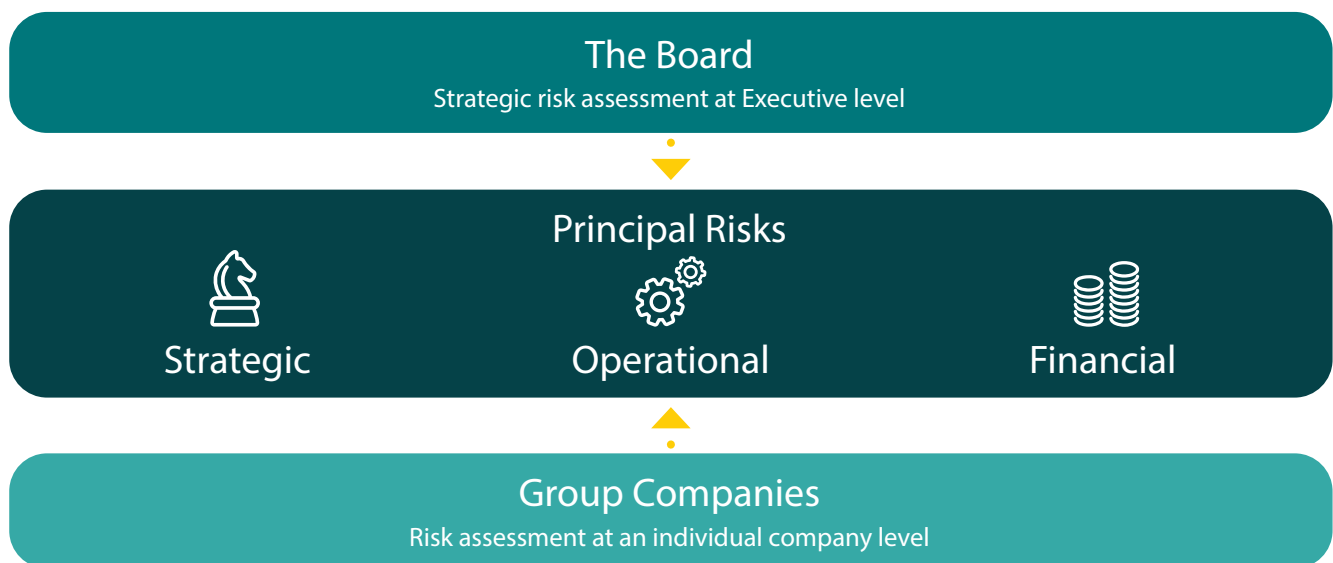 The Board
Strategic risk assessment at Executive level
Principal Risks
Strategic
Operational
Financial
Group Companies
Risk assessment at an individual company level